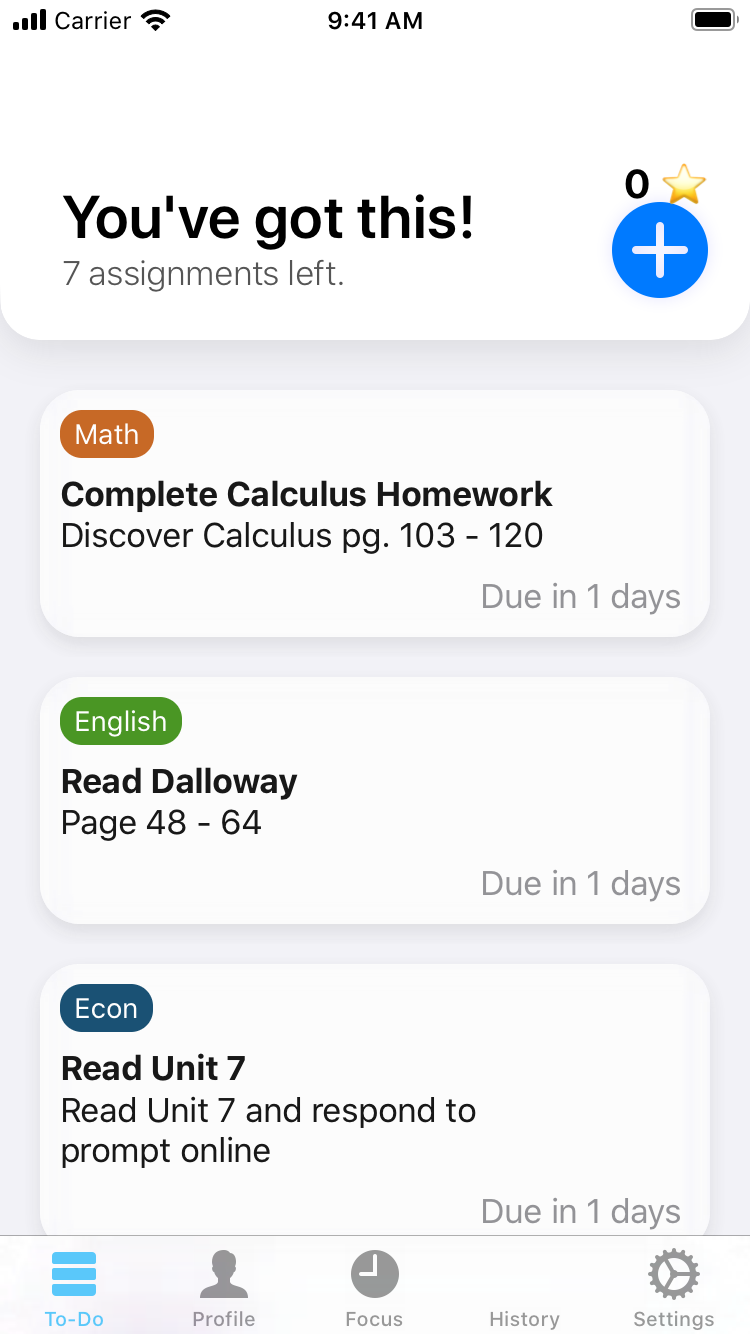 Carrier 9:41 AM
0
You've got this!
7 assignments left.
Math
Complete Calculus Homework
Discover Calculus pg. 103 - 120
Due in 1 days
English
Read Dalloway
Page 48 - 64
Due in 1 days
Econ
Read Unit 7
Read Unit 7 and respond to
prompt online
Due in 1 days
To-Do Profile Focus History Settings